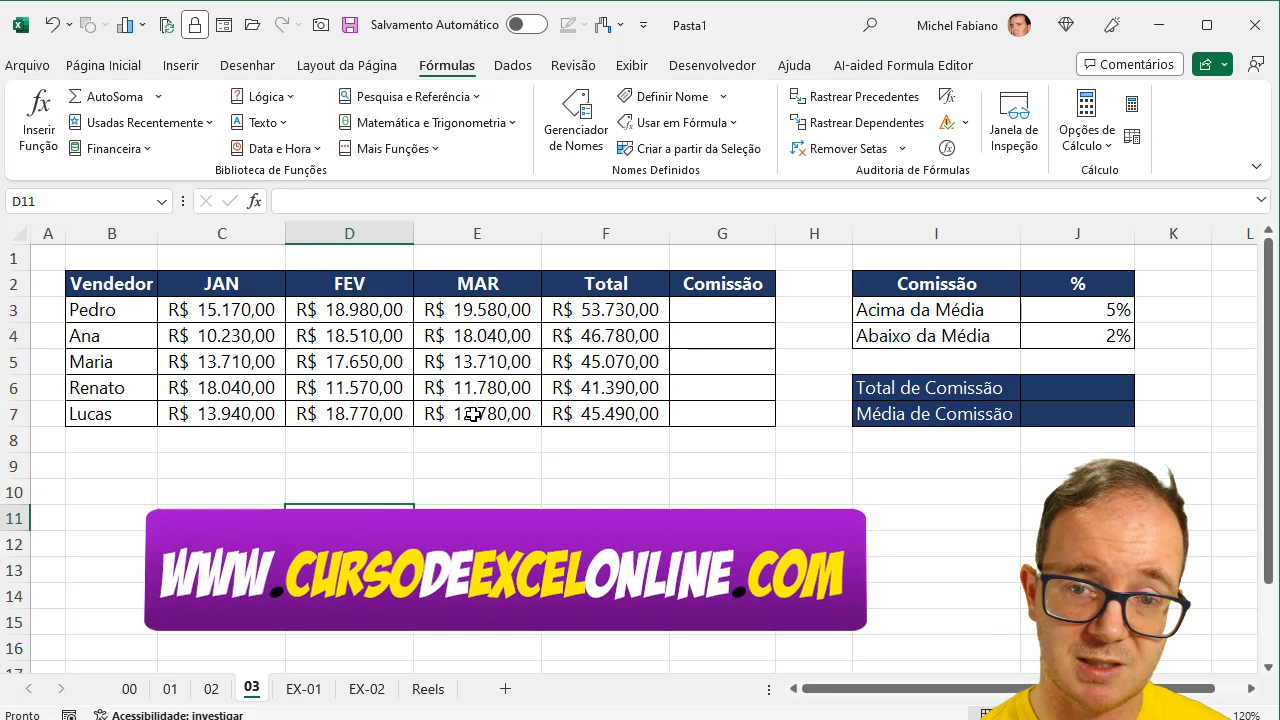 Salvamento Automático
Pasta1
Michel Fabiano
Arquivo Página Inicial Inserir Desenhar Layout da Página Fórmulas Dados Revisão Exibir Desenvolvedor Ajuda AI-aided Formula Editor
Comentários
Inserir Função
AutoSoma
Usadas Recentemente
Financeira
Lógica
Texto
Data e Hora
Pesquisa e Referência
Matemática e Trigonometria
Mais Funções
Biblioteca de Funções
Gerenciador de Nomes
Definir Nome
Usar em Fórmula
Criar a partir da Seleção
Nomes Definidos
Rastrear Precedentes
Rastrear Dependentes
Remover Setas
Auditoria de Fórmulas
Janela de Inspeção
Opções de Cálculo
Cálculo
D11 fx
A B C D E F G H I J K L
1
2 Vendedor JAN FEV MAR Total Comissão Comissão %
3 Pedro R$ 15.170,00 R$ 18.980,00 R$ 19.580,00 R$ 53.730,00 Acima da Média 5%
4 Ana R$ 10.230,00 R$ 18.510,00 R$ 18.040,00 R$ 46.780,00 Abaixo da Média 2%
5 Maria R$ 13.710,00 R$ 17.650,00 R$ 13.710,00 R$ 45.070,00
6 Renato R$ 18.040,00 R$ 11.570,00 R$ 11.780,00 R$ 41.390,00 Total de Comissão
7 Lucas R$ 13.940,00 R$ 18.770,00 R$ R$ 45.490,00 Média de Comissão
8
9
10
11
12
13
14
15
16
WWW.CURSODEEXCELONLINE.COM
00 01 02 03 EX-01 EX-02 Reels
Pronto Acessibilidade: investigar 120%